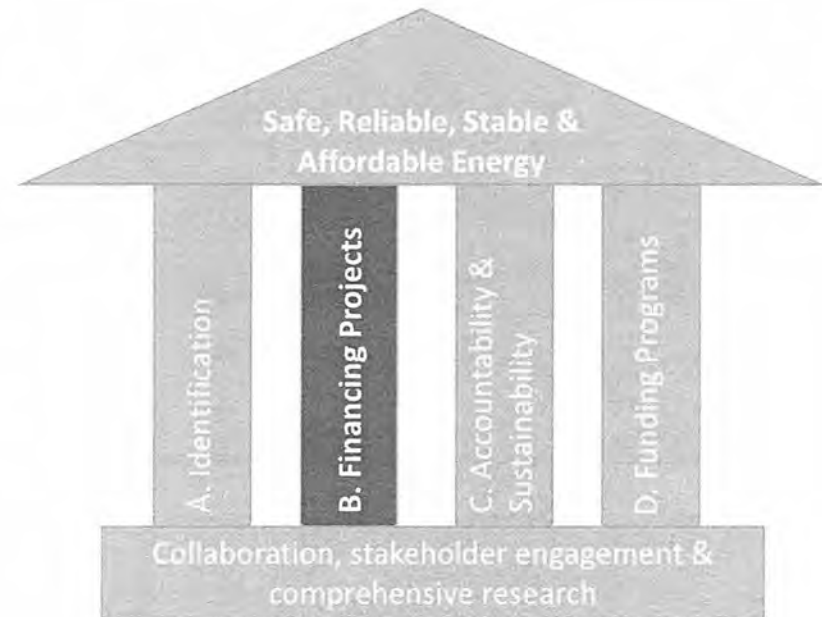 Safe, Reliable, Stable &
Affordable Energy
A. Identification
B. Financing Projects
C. Accountability &
Sustainability
D. Funding Programs
Collaboration, stakeholder engagement &
comprehensive research